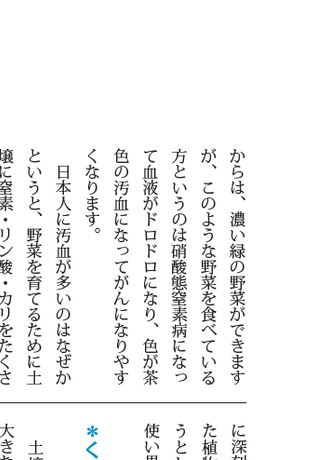 からは、濃い緑の野菜ができます
が、このような野菜を食べている
方というのは硝酸態窒素病になっ
て血液がドロドロになり、色が茶
色の汚血になってがんになりやす
くなります。
日本人に汚血が多いのはなぜか
というと、野菜を育てるために土
壌に窒素・リン酸・カリをたくさ
に深刻
た植物
うと
使い
＊く
土壌
大き